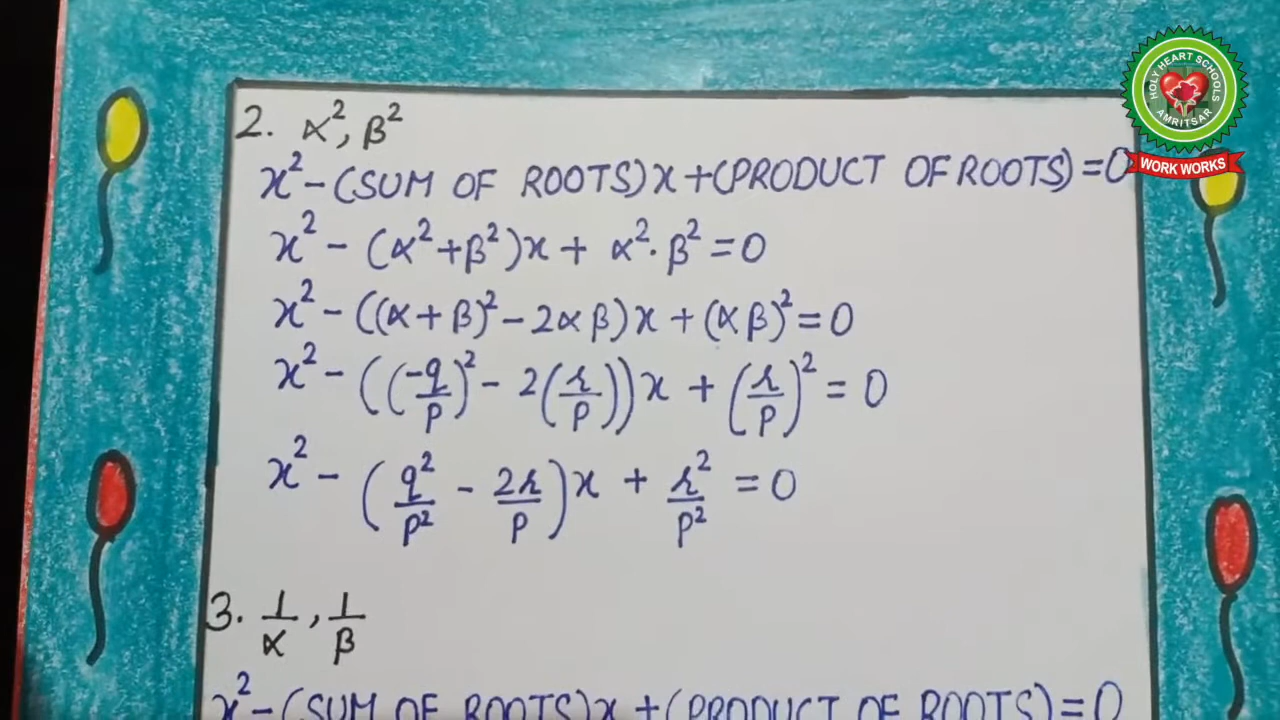 2. α², β²
x² - (SUM OF ROOTS)x + (PRODUCT OF ROOTS) = 0
x² - (α² + β²)x + α². β² = 0
x² - ((α + β)² - 2αβ)x + (αβ)² = 0
x² - ((-q/p)² - 2(r/p))x + (r/p)² = 0
x² - (q²/p² - 2r/p)x + r²/p² = 0
3. 1/α, 1/β
x² - (SUM OF ROOTS)x + (PRODUCT OF ROOTS) = 0
HOLY HEART SCHOOLS
AMRITSAR
WORK WORKS